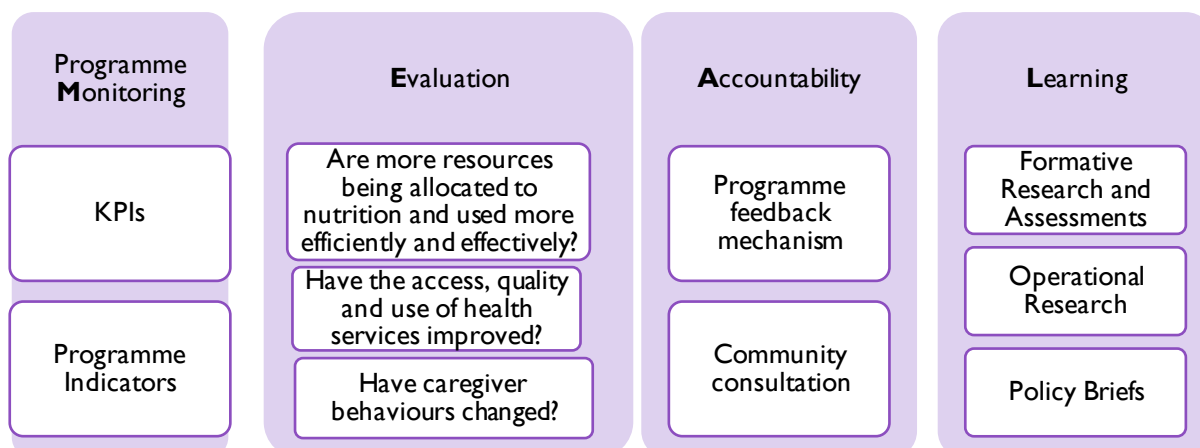 Programme
Monitoring
KPIs
Programme
Indicators
Evaluation
Are more resources
being allocated to
nutrition and used more
efficiently and effectively?
Have the access, quality
and use of health
services improved?
Have caregiver
behaviours changed?
Accountability
Programme
feedback
mechanism
Community
consultation
Learning
Formative
Research and
Assessments
Operational
Research
Policy Briefs